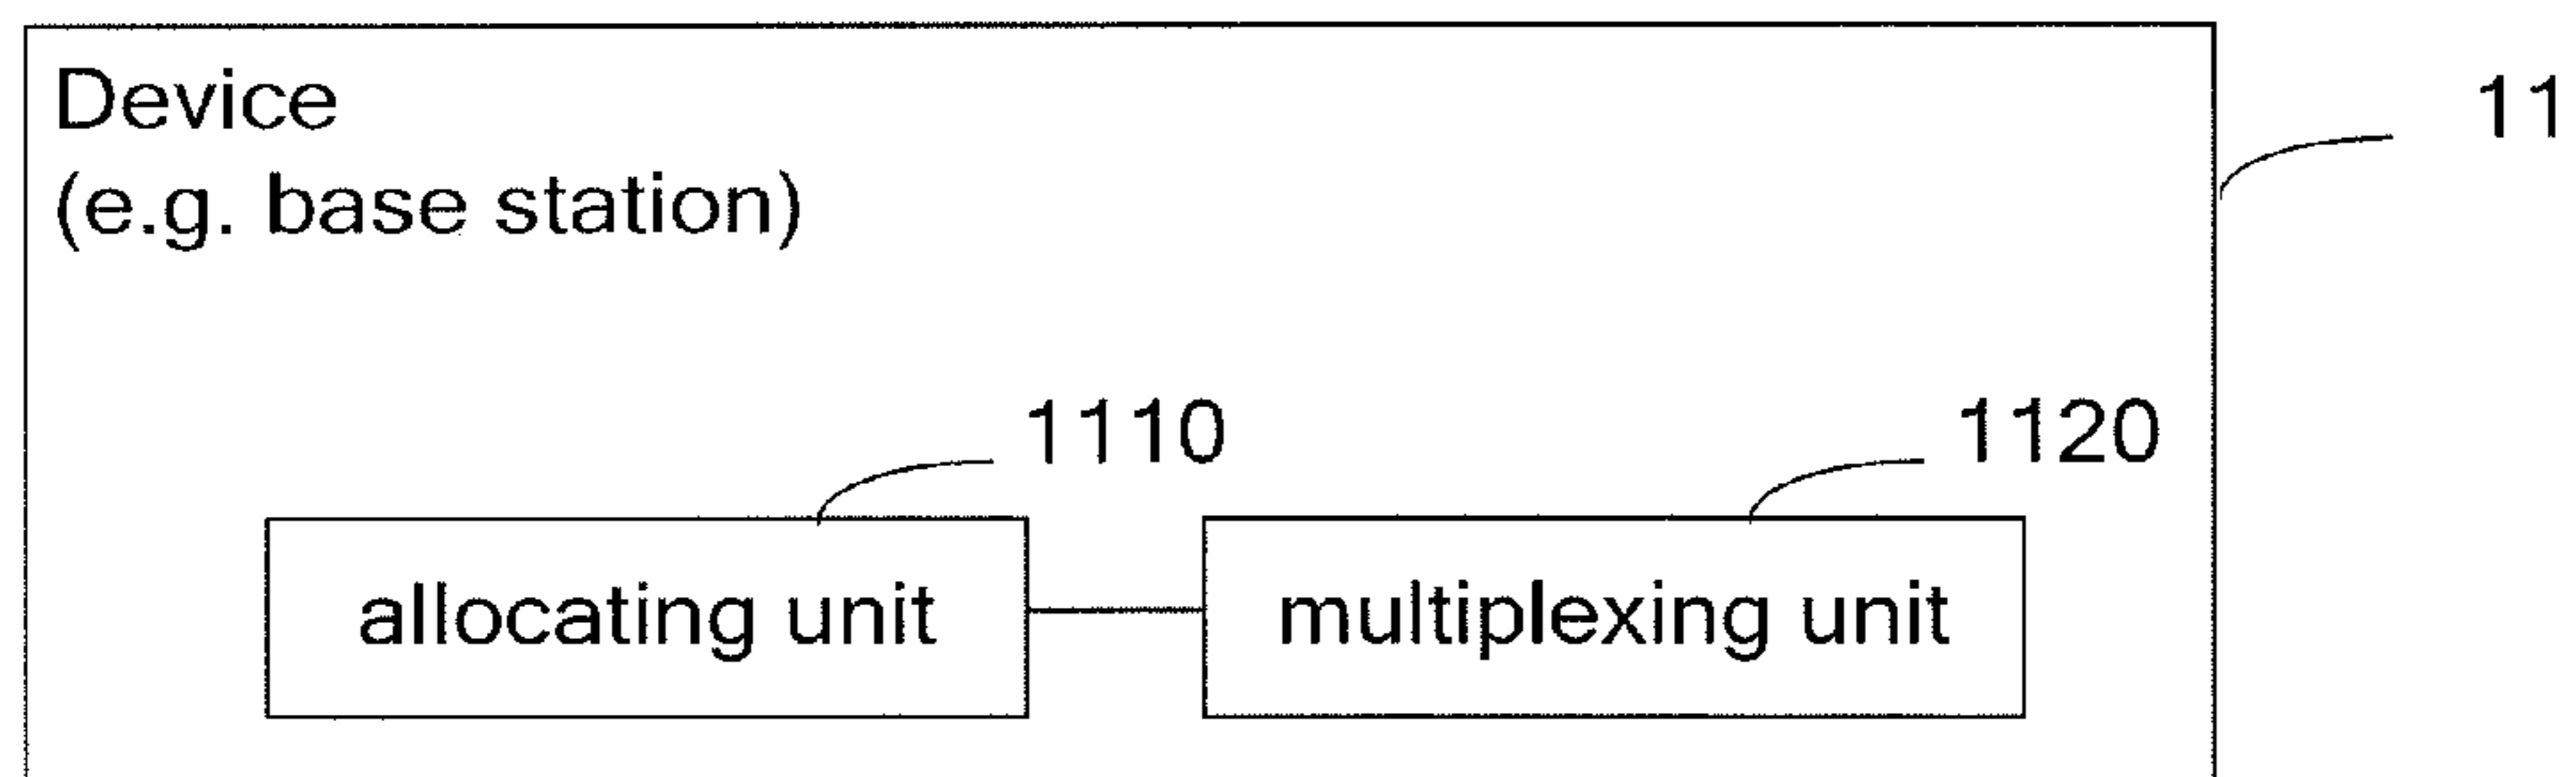 Device
11
(e.g. base station)
1110
1120
allocating unit
multiplexing unit